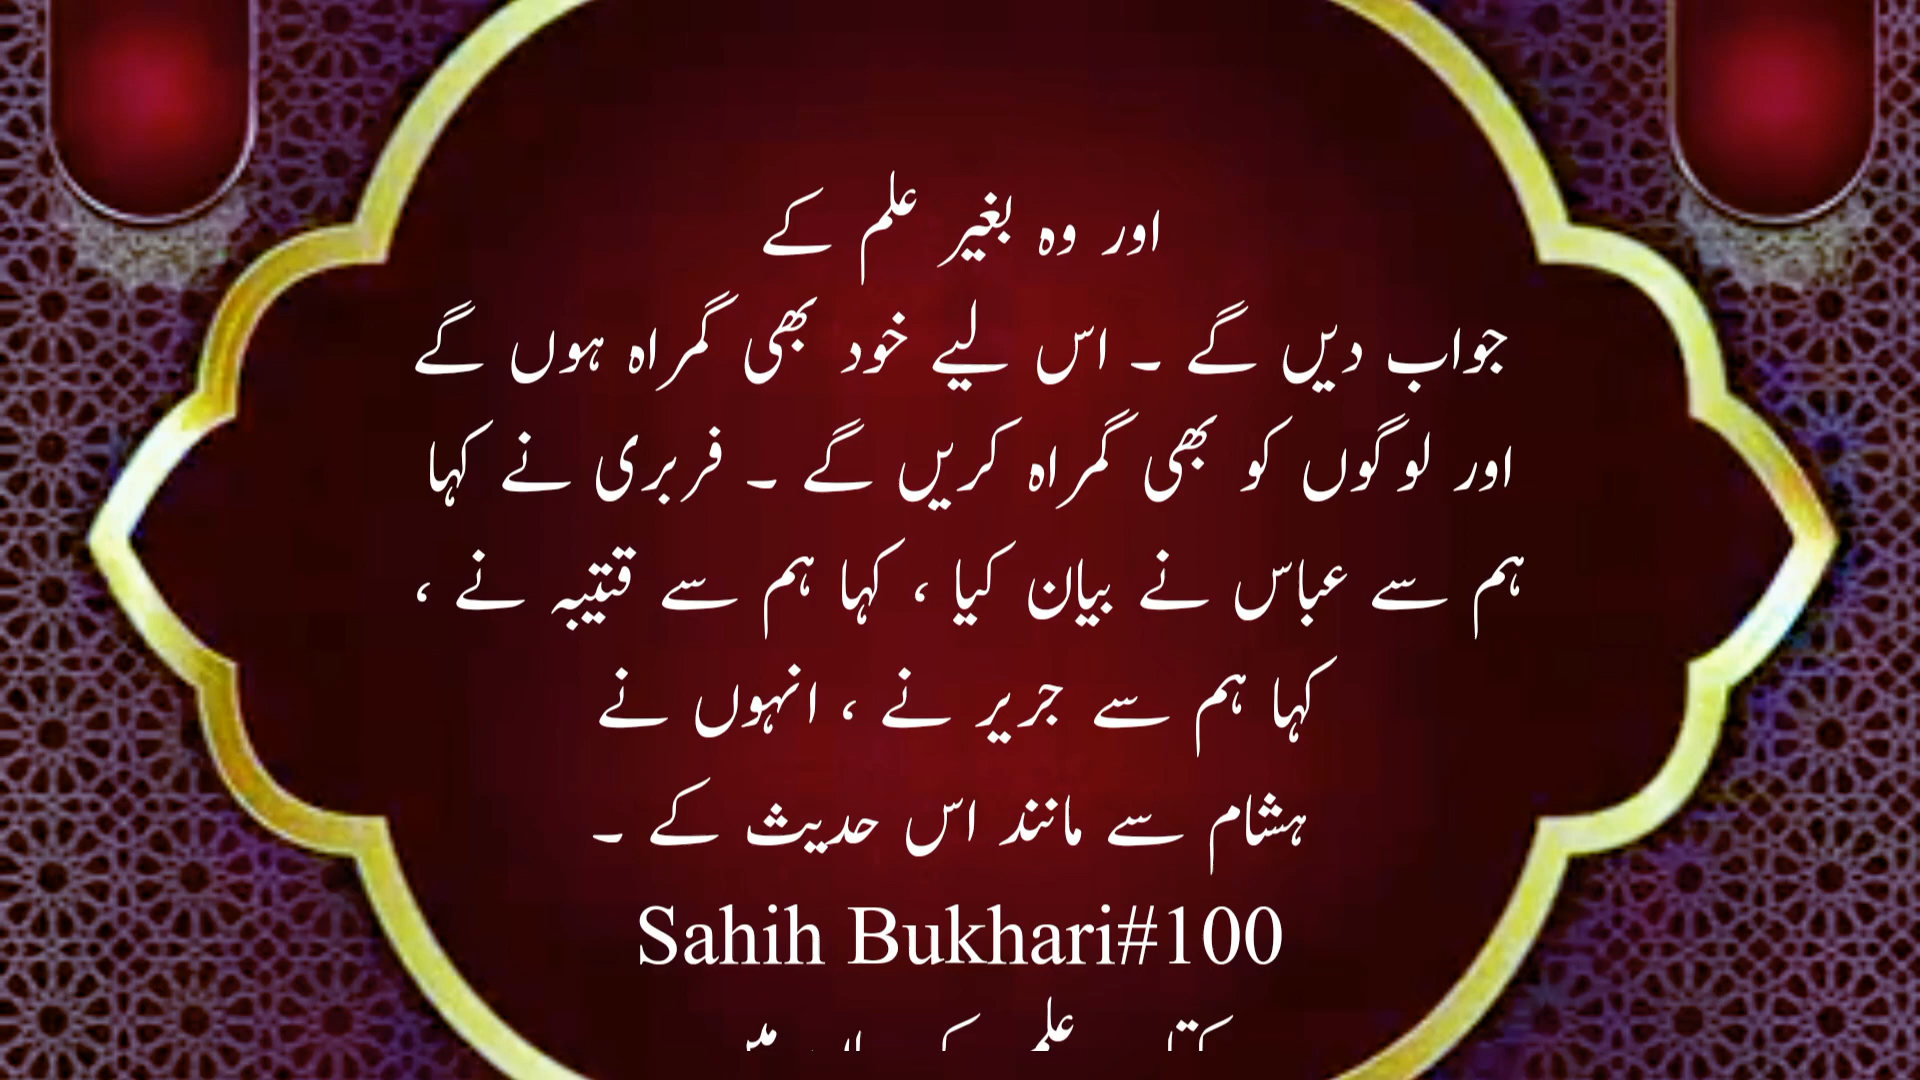 اور وہ بغیر علم کے
جواب دیں گے ۔ اس لیے خود بھی گمراہ ہوں گے
اور لوگوں کو بھی گمراہ کریں گے ۔ فربری نے کہا
ہم سے عباس نے بیان کیا ، کہا ہم سے قتیبہ نے ،
کہا ہم سے جریر نے ، انہوں نے
ہشام سے مانند اس حدیث کے ۔
Sahih Bukhari#100
علم